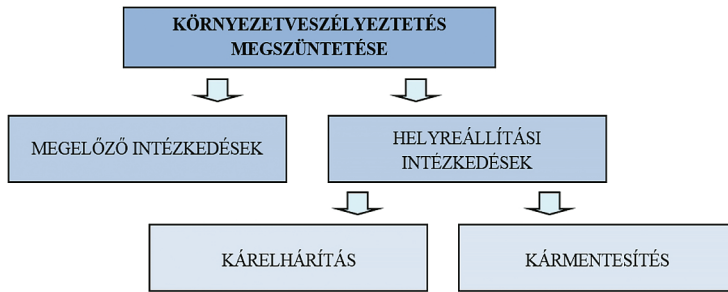 KÖRNYEZETVESZÉLYEZTETÉS
MEGSZÜNTETÉSE
MEGELŐZŐ INTÉZKEDÉSEK
HELYREÁLLÍTÁSI
INTÉZKEDÉSEK
KÁRELHÁRÍTÁS
KÁRMENTESÍTÉS